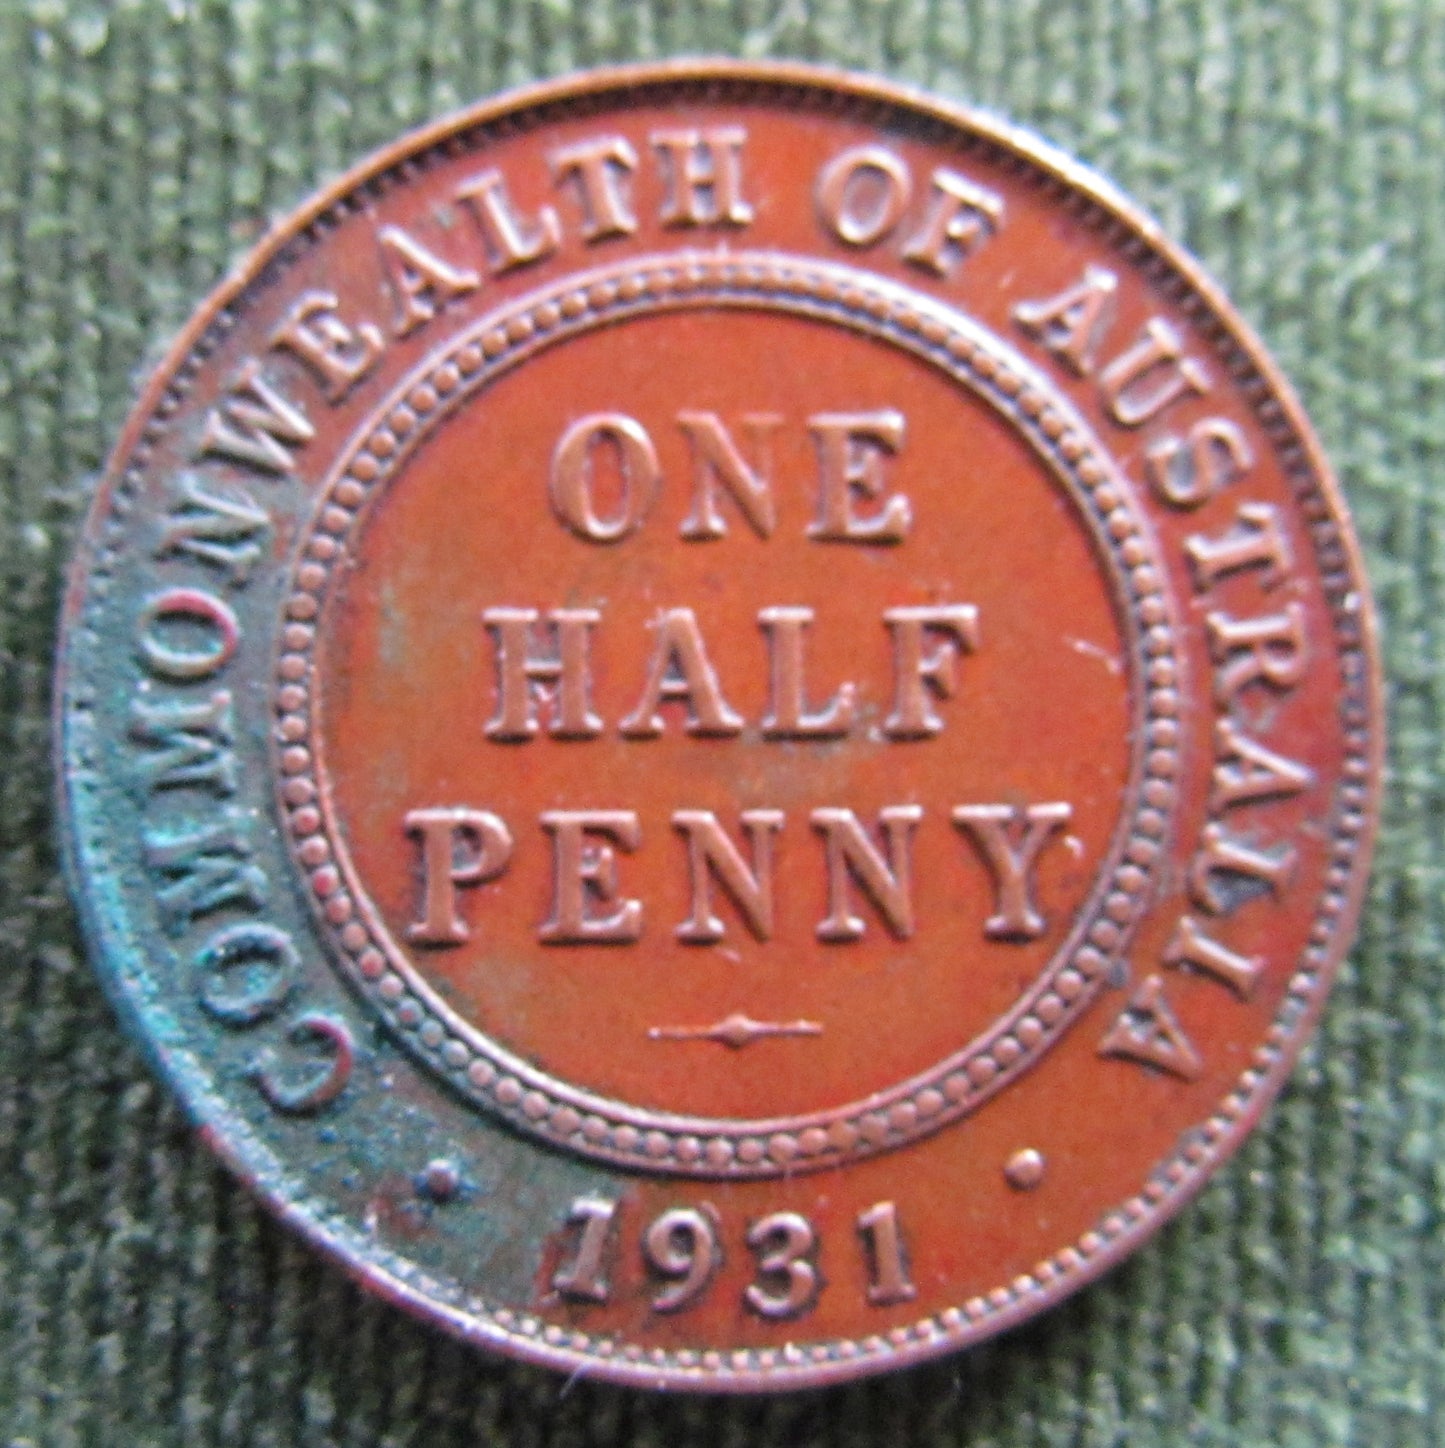 COMMONWEALTH OF AUSTRALIA
ONE
HALF
PENNY
1931